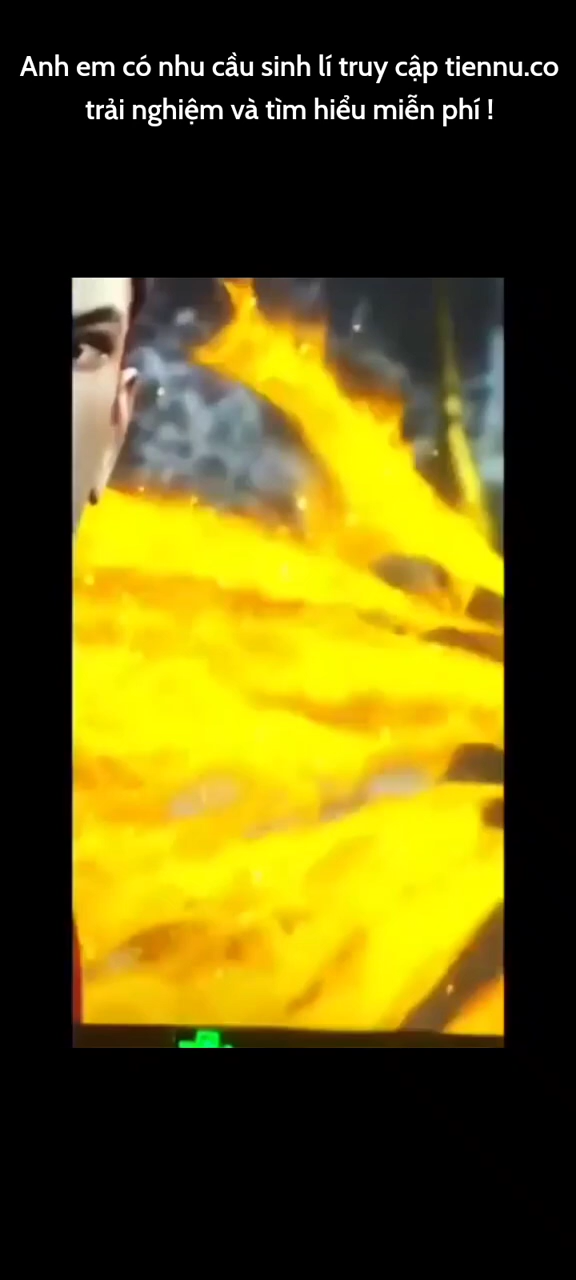 Anh em có nhu cầu sinh lí truy cập tiennu.co
trải nghiệm và tìm hiểu miễn phí !